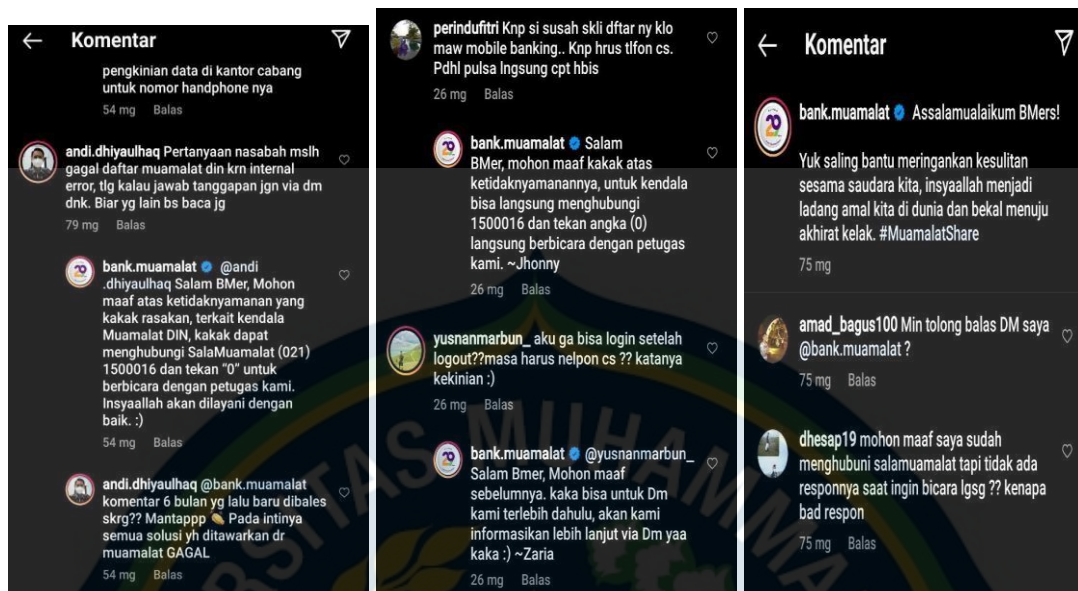 Komentar
pengkinian data di kantor cabang
untuk nomor handphone nya
54 mg Balas
andi.dhiyaulhaq Pertanyaan nasabah mslh
gagal daftar muamalat din krn internal
error, tlg kalau jawab tanggapan jgn via dm
dnk. Biar yg lain bs baca jg
79 mg Balas
bank.muamalat @andi
.dhiyaulhaq Salam BMer, Mohon
maaf atas ketidaknyamanan yang
kakak rasakan, terkait kendala
Muamalat DIN, kakak dapat
menghubungi SalaMuamalat (021)
1500016 dan tekan “0” untuk
berbicara dengan petugas kami.
Insyaallah akan dilayani dengan
baik. :)
54 mg Balas
andi.dhiyaulhaq @bank.muamalat
komentar 6 bulan yg lalu baru dibales
skrg?? Mantappp 👏 Pada intinya
semua solusi yh ditawarkan dr
muamalat GAGAL
54 mg Balas
perindufitri Knp si susah skli dftar ny klo
maw mobile banking.. Knp hrus tlfon cs.
Pdhl pulsa lngsung cpt hbis
26 mg Balas
bank.muamalat Salam
BMer, mohon maaf kakak atas
ketidaknyamanannya, untuk kendala
bisa langsung menghubungi
1500016 dan tekan angka (0)
langsung berbicara dengan petugas
kami. ~Jhonny
26 mg Balas
yusnanmarbun_ aku ga bisa login setelah
logout??masa harus nelpon cs ?? katanya
kekinian :)
26 mg Balas
bank.muamalat @yusnanmarbun_
Salam Bmer, Mohon maaf
sebelumnya. kaka bisa untuk Dm
kami terlebih dahulu, akan kami
informasikan lebih lanjut via Dm yaa
kaka :) ~Zaria
26 mg Balas
Komentar
bank.muamalat Assalamualaikum BMers!
Yuk saling bantu meringankan kesulitan
sesama saudara kita, insyaallah menjadi
ladang amal kita di dunia dan bekal menuju
akhirat kelak. #MuamalatShare
75 mg
amad_bagus100 Min tolong balas DM saya
@bank.muamalat ?
75 mg Balas
dhesap19 mohon maaf saya sudah
menghubuni salamuamalat tapi tidak ada
responnya saat ingin bicara lgsg ?? kenapa
bad respon
75 mg Balas